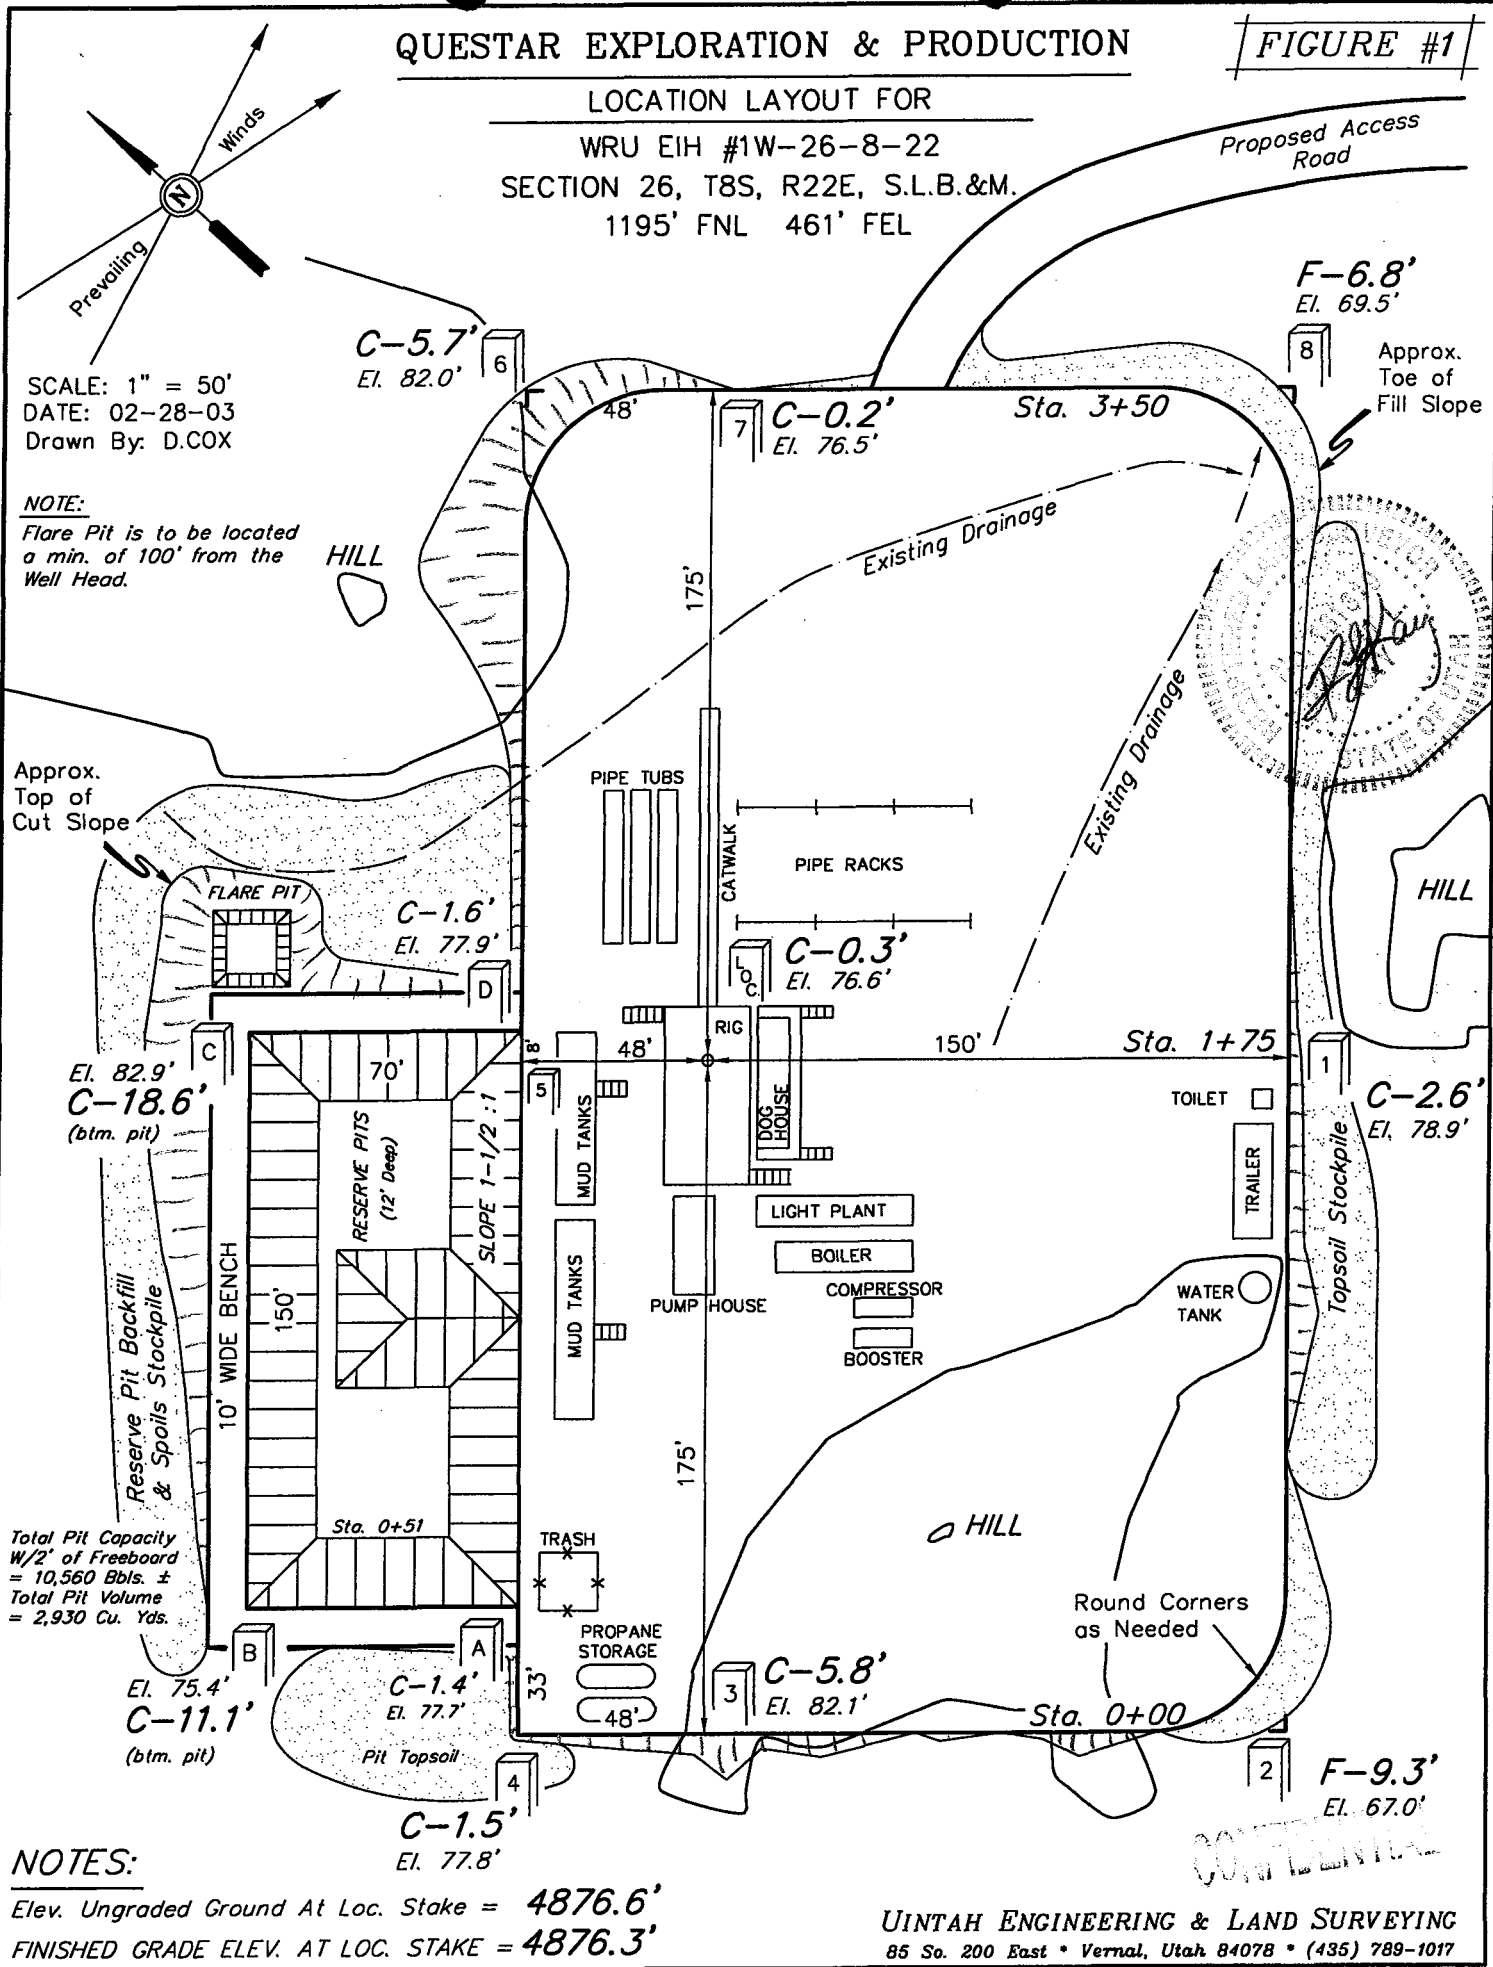 QUESTAR EXPLORATION & PRODUCTION
FIGURE #1
LOCATION LAYOUT FOR
WRU EIH #1W-26-8-22
SECTION 26, T8S, R22E, S.L.B.&M.
1195' FNL 461' FEL
Winds
N
Prevailing
Proposed Access
Road
SCALE: 1" = 50'
DATE: 02-28-03
Drawn By: D.COX
C-5.7'
El. 82.0'
6
F-6.8'
El. 69.5'
8
Approx.
Toe of
Fill Slope
48'
7
C-0.2'
El. 76.5'
Sta. 3+50
NOTE:
Flare Pit is to be located
a min. of 100' from the
Well Head.
HILL
175'
Existing Drainage
Existing Drainage
STATE OF UTAH
Approx.
Top of
Cut Slope
PIPE TUBS
CATWALK
PIPE RACKS
HILL
FLARE PIT
C-1.6'
El. 77.9'
D
LOC.
C-0.3'
El. 76.6'
RIG
C
El. 82.9'
C-18.6'
(btm. pit)
70'
8'
48'
150'
Sta. 1+75
1
C-2.6'
El. 78.9'
5
TOILET
TRAILER
MUD TANKS
DOG
HOUSE
RESERVE PITS
(12' Deep)
SLOPE 1-1/2 :1
LIGHT PLANT
BOILER
COMPRESSOR
BOOSTER
PUMP HOUSE
MUD TANKS
WATER
TANK
Topsoil Stockpile
Reserve Pit Backfill
& Spoils Stockpile
10' WIDE BENCH
150'
175'
HILL
Sta. 0+51
Total Pit Capacity
W/2' of Freeboard
= 10,560 Bbls. ±
Total Pit Volume
= 2,930 Cu. Yds.
TRASH
PROPANE
STORAGE
48'
33'
Round Corners
as Needed
B
A
El. 75.4'
C-11.1'
(btm. pit)
C-1.4'
El. 77.7'
Pit Topsoil
3
C-5.8'
El. 82.1'
Sta. 0+00
4
C-1.5'
El. 77.8'
2
F-9.3'
El. 67.0'
CONFIDENTIAL
NOTES:
Elev. Ungraded Ground At Loc. Stake = 4876.6'
FINISHED GRADE ELEV. AT LOC. STAKE = 4876.3'
UINTAH ENGINEERING & LAND SURVEYING
85 So. 200 East * Vernal, Utah 84078 * (435) 789-1017